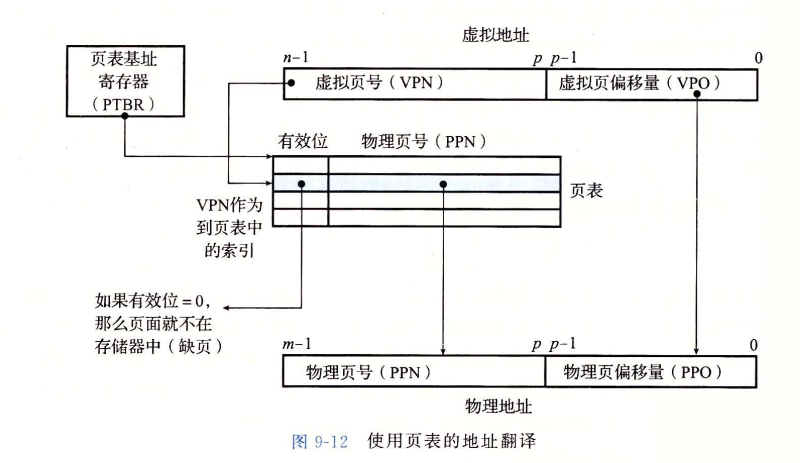 虚拟地址
页表基址
寄存器
（PTBR）
n-1
p p-1
0
虚拟页号（VPN）
虚拟页偏移量（VPO）
有效位
物理页号（PPN）
页表
VPN作为
到页表中
的索引
如果有效位=0，
那么页面就不在
存储器中（缺页）
m-1
p p-1
0
物理页号（PPN）
物理页偏移量（PPO）
物理地址
图 9-12 使用页表的地址翻译